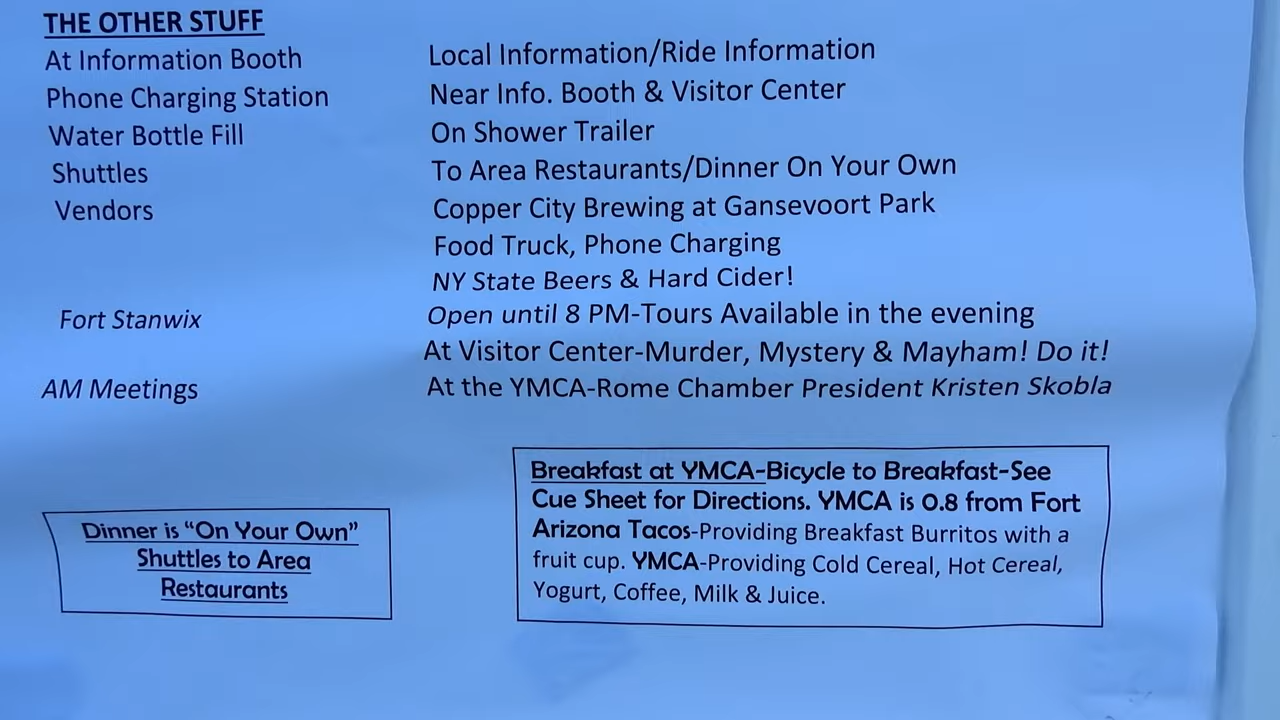 THE OTHER STUFF
At Information Booth Local Information/Ride Information
Phone Charging Station Near Info. Booth & Visitor Center
Water Bottle Fill On Shower Trailer
Shuttles To Area Restaurants/Dinner On Your Own
Vendors Copper City Brewing at Gansevoort Park
Food Truck, Phone Charging
NY State Beers & Hard Cider!
Fort Stanwix Open until 8 PM-Tours Available in the evening
At Visitor Center-Murder, Mystery & Mayham! Do it!
AM Meetings At the YMCA-Rome Chamber President Kristen Skobla
Dinner is “On Your Own”
Shuttles to Area
Restaurants
Breakfast at YMCA-Bicycle to Breakfast-See
Cue Sheet for Directions. YMCA is 0.8 from Fort
Arizona Tacos-Providing Breakfast Burritos with a
fruit cup. YMCA-Providing Cold Cereal, Hot Cereal,
Yogurt, Coffee, Milk & Juice.